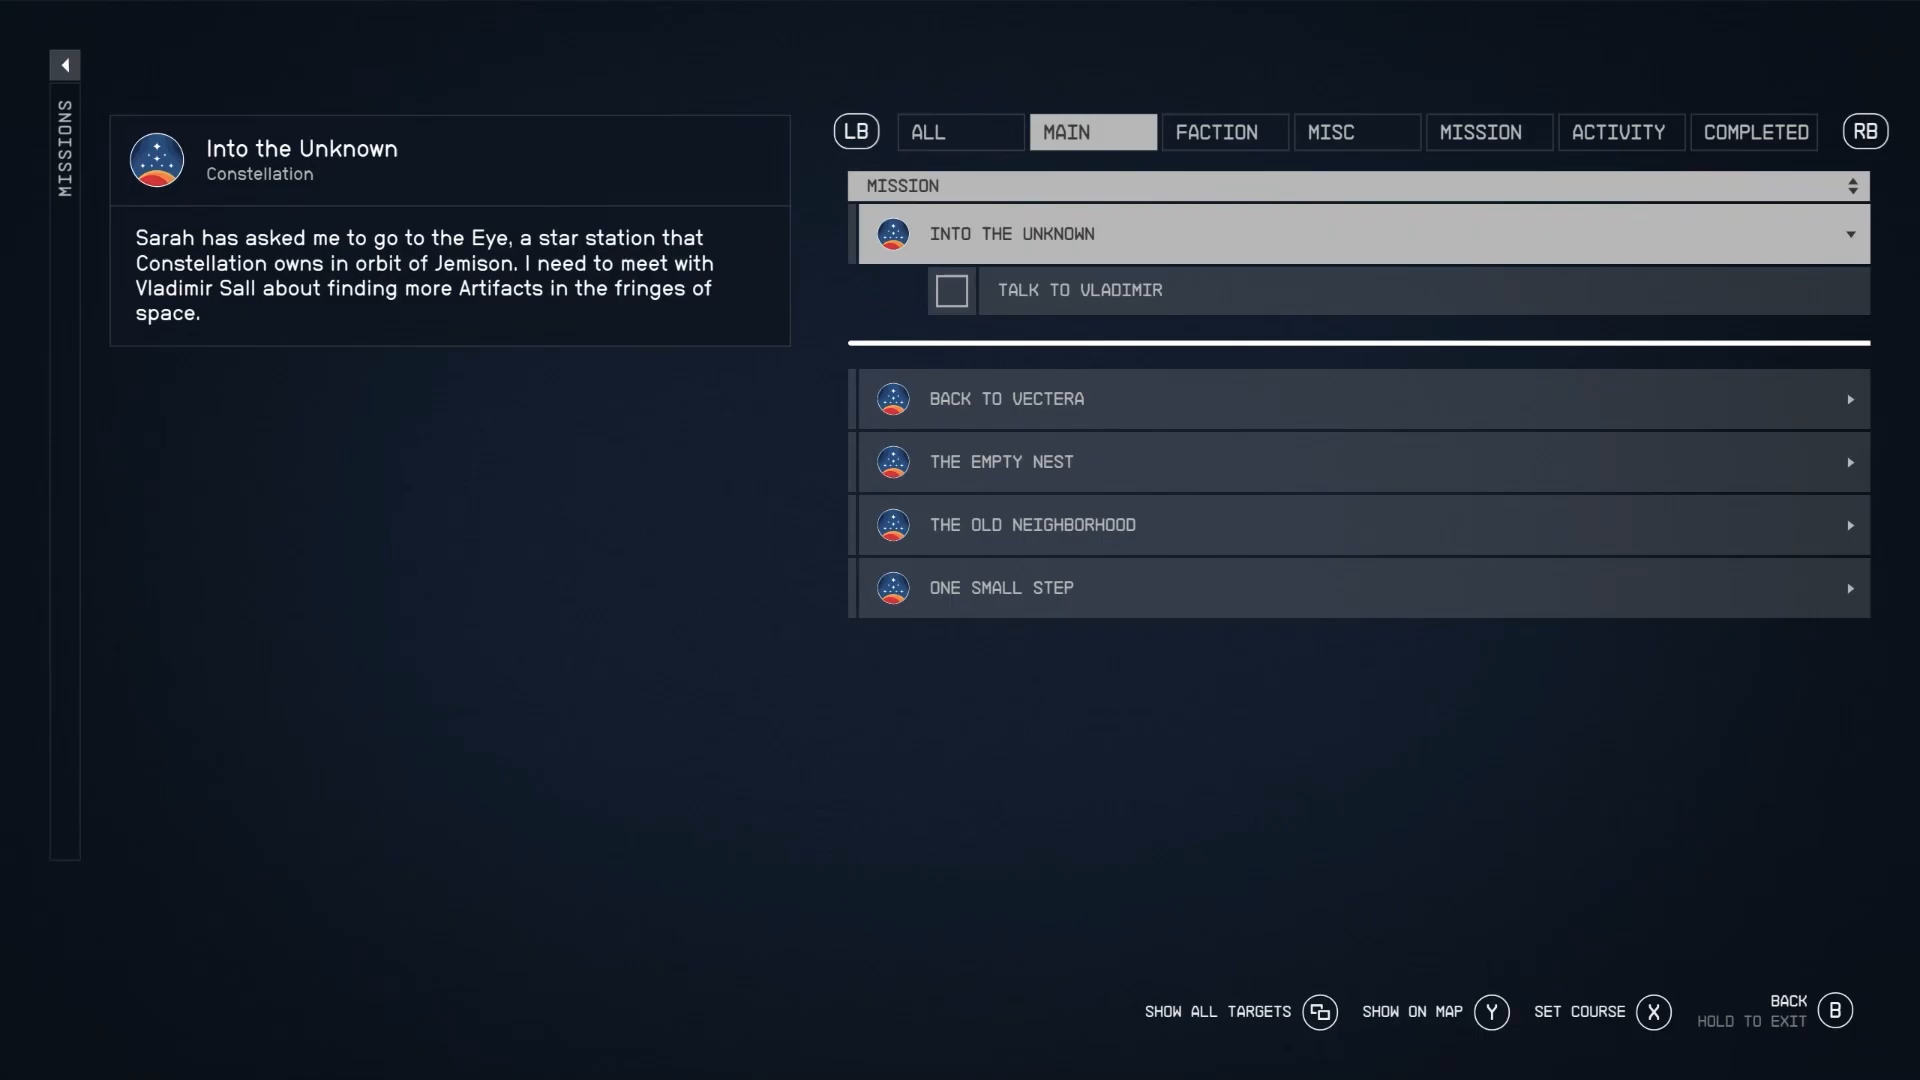 MISSIONS
Into the Unknown
Constellation
Sarah has asked me to go to the Eye, a star station that
Constellation owns in orbit of Jemison. I need to meet with
Vladimir Sall about finding more Artifacts in the fringes of
space.
LB ALL MAIN FACTION MISC MISSION ACTIVITY COMPLETED RB
MISSION
INTO THE UNKNOWN
TALK TO VLADIMIR
BACK TO VECTERA
THE EMPTY NEST
THE OLD NEIGHBORHOOD
ONE SMALL STEP
SHOW ALL TARGETS SHOW ON MAP Y SET COURSE X BACK B
HOLD TO EXIT